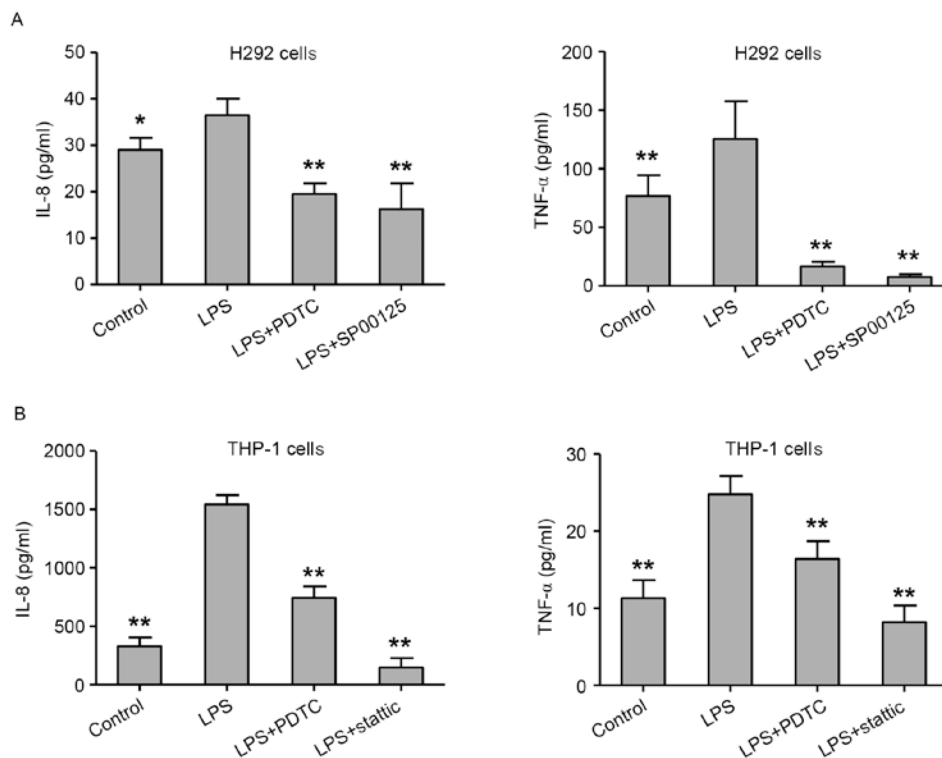 A
H292 cells
IL-8 (pg/ml)
50
40
30
20
10
0
*
**
**
Control
LPS
LPS+PDTC
LPS+SP00125
H292 cells
TNF-α (pg/ml)
200
150
100
50
0
**
**
**
Control
LPS
LPS+PDTC
LPS+SP00125
B
THP-1 cells
IL-8 (pg/ml)
2000
1500
1000
500
0
**
**
**
Control
LPS
LPS+PDTC
LPS+stattic
THP-1 cells
TNF-α (pg/ml)
30
20
10
0
**
**
**
Control
LPS
LPS+PDTC
LPS+stattic